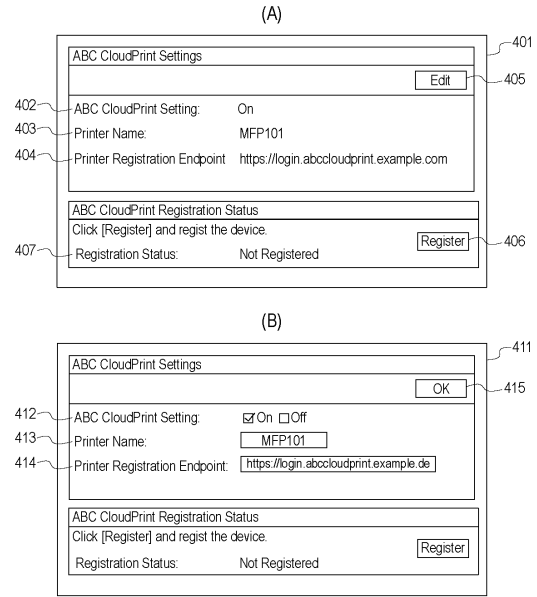 (A)
401
ABC CloudPrint Settings
Edit
405
402
ABC CloudPrint Setting: On
403
Printer Name: MFP101
404
Printer Registration Endpoint https://login.abccloudprint.example.com
ABC CloudPrint Registration Status
Click [Register] and regist the device.
Register
406
407
Registration Status: Not Registered
(B)
411
ABC CloudPrint Settings
OK
415
412
ABC CloudPrint Setting: On Off
413
Printer Name: MFP101
414
Printer Registration Endpoint: https://login.abccloudprint.example.de
ABC CloudPrint Registration Status
Click [Register] and regist the device.
Register
Registration Status: Not Registered